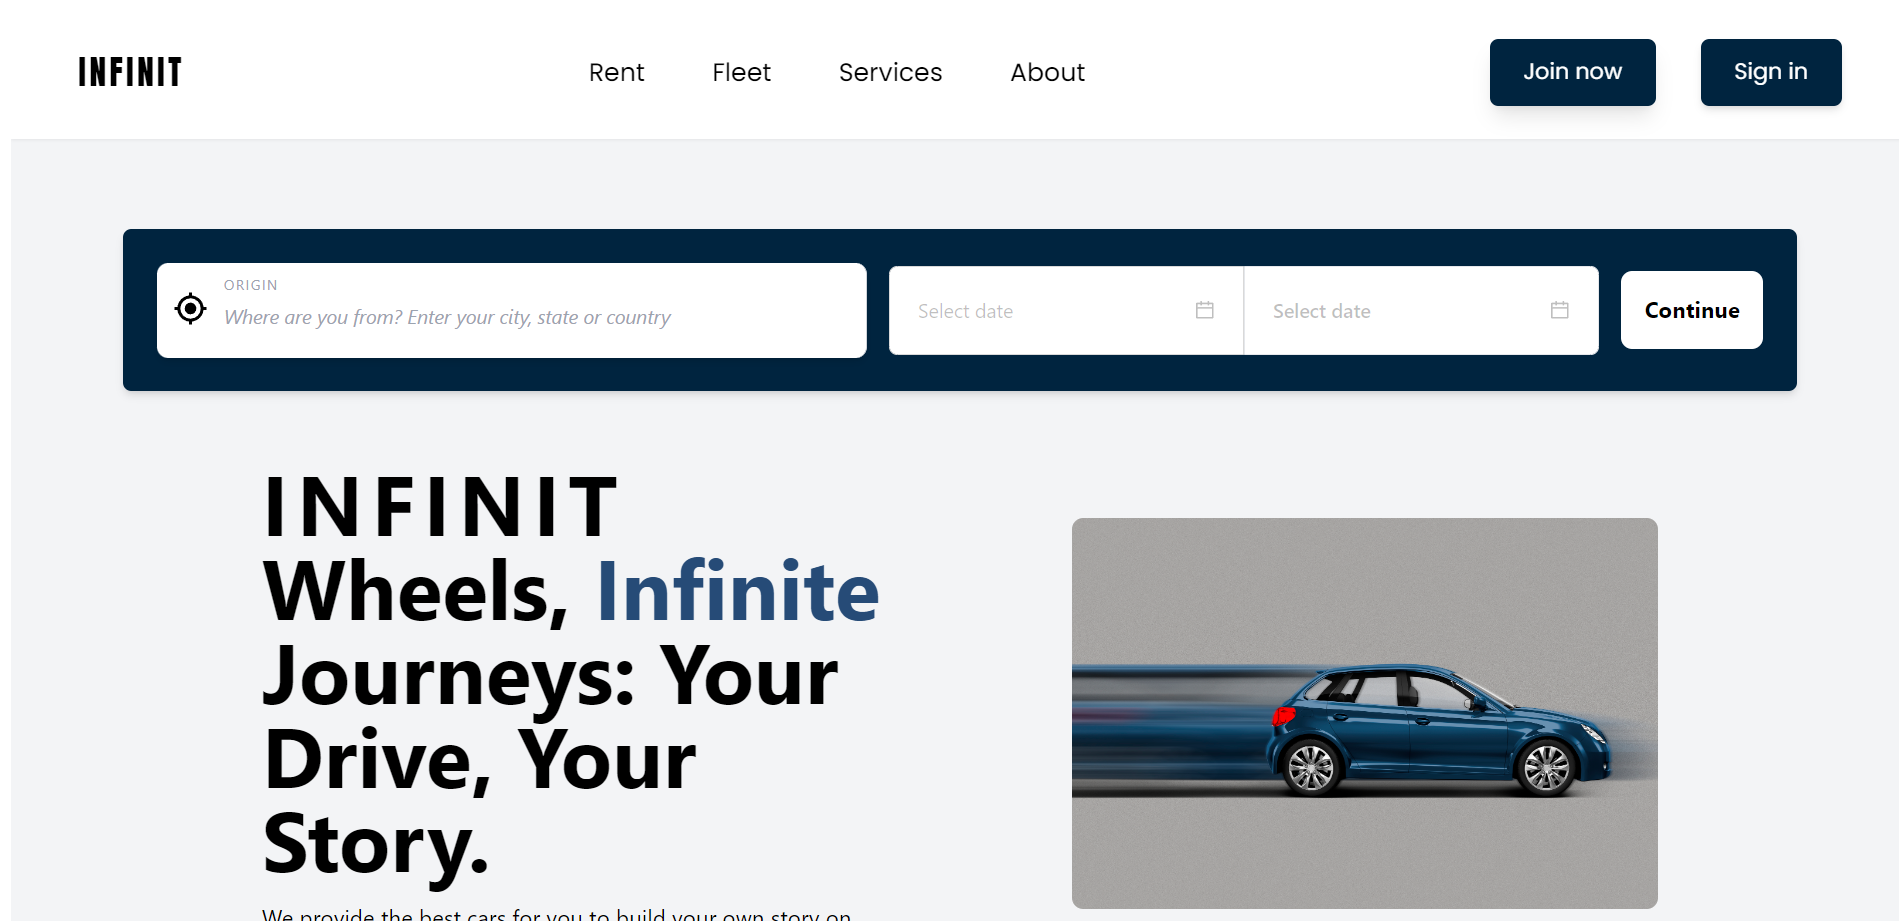 INFINIT
Rent
Fleet
Services
About
Join now
Sign in
ORIGIN
Where are you from? Enter your city, state or country
Select date
Select date
Continue
INFINIT
Wheels, Infinite
Journeys: Your
Drive, Your
Story.
We provide the best cars for you to build your own story on